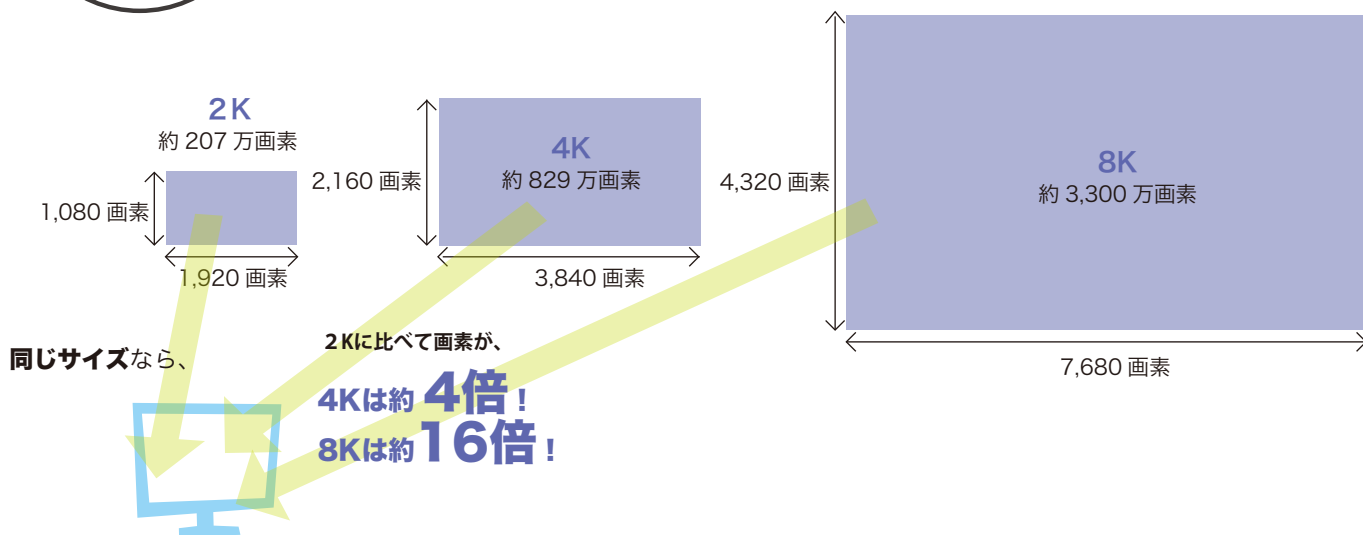 2K
約 207 万画素
1,080 画素
1,920 画素
4K
約 829 万画素
2,160 画素
3,840 画素
8K
約 3,300 万画素
4,320 画素
7,680 画素
同じサイズなら、
2Kに比べて画素が、
4Kは約 4倍！
8Kは約 16倍！